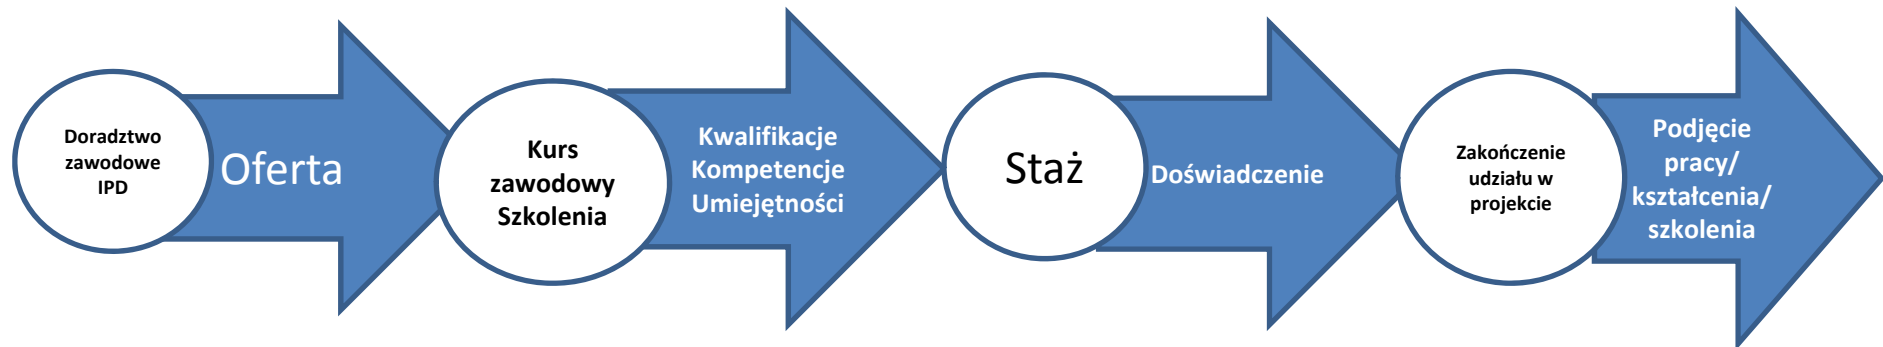 Doradztwo
zawodowe
IPD
Oferta
Kurs
zawodowy
Szkolenia
Kwalifikacje
Kompetencje
Umiejętności
Staż
Doświadczenie
Zakończenie
udziału w
projekcie
Podjęcie
pracy/
kształcenia/
szkolenia